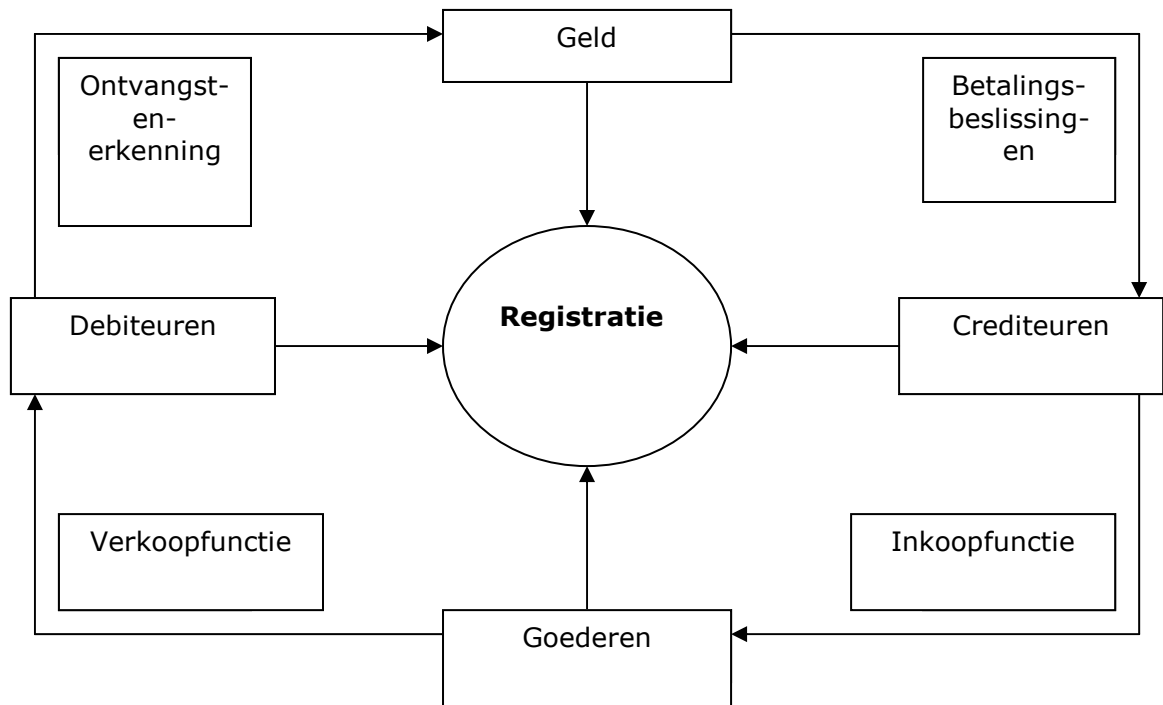 Geld
Ontvangst-
en-
erkenning
Betalings-
beslissing-
en
Debiteuren
Registratie
Crediteuren
Verkoopfunctie
Inkoopfunctie
Goederen